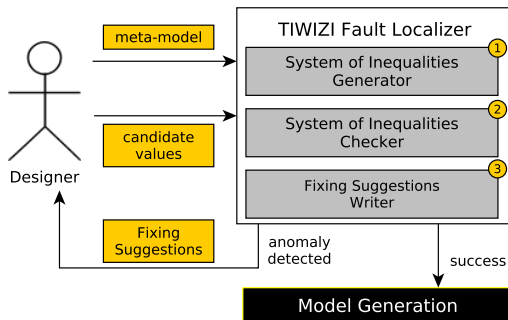 meta-model
TIWIZI Fault Localizer
1
System of Inequalities
Generator
2
candidate
values
System of Inequalities
Checker
Designer
3
Fixing Suggestions
Writer
Fixing
Suggestions
anomaly
detected
success
Model Generation